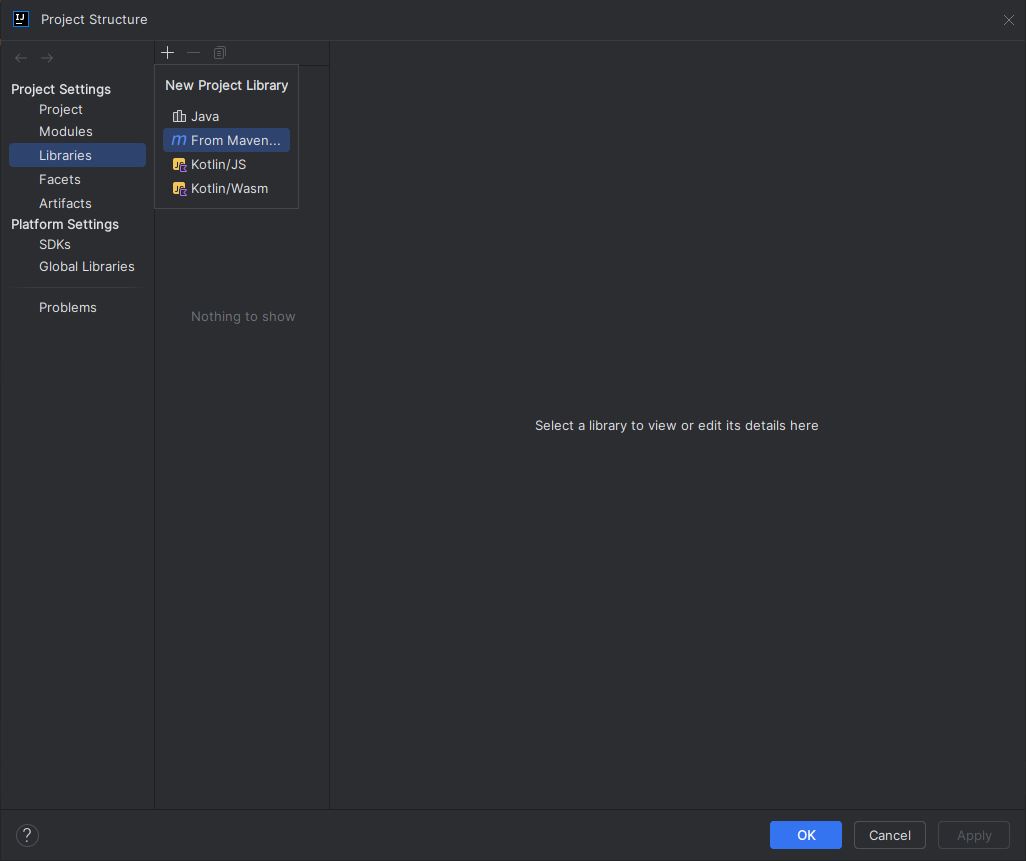 Project Structure
Project Settings
Project
Modules
Libraries
Facets
Artifacts
Platform Settings
SDKs
Global Libraries
Problems
New Project Library
Java
From Maven...
Kotlin/JS
Kotlin/Wasm
Nothing to show
Select a library to view or edit its details here
?
OK
Cancel
Apply